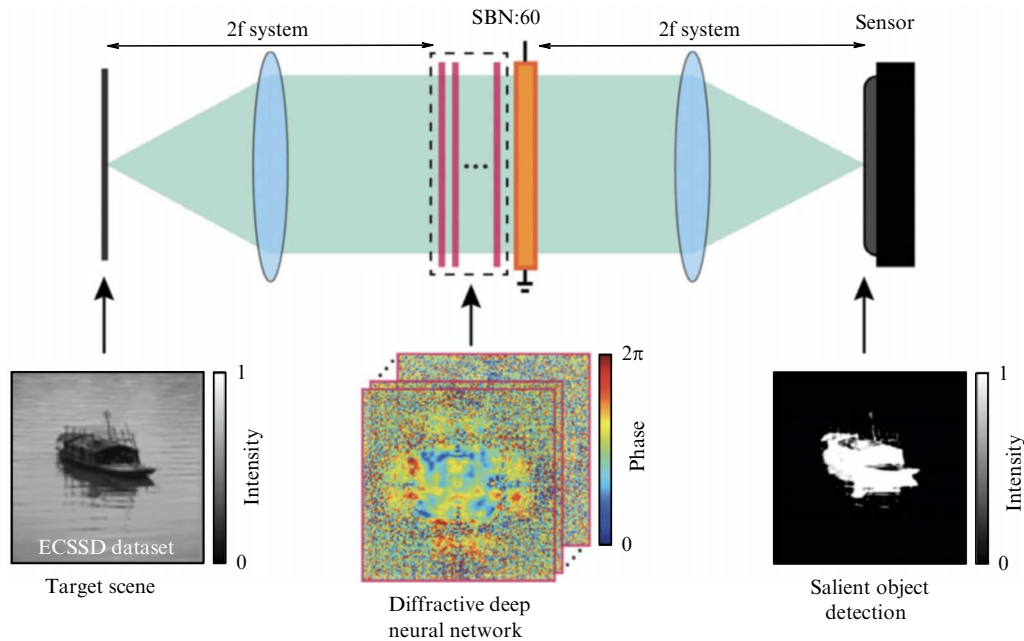 SBN:60
2f system
2f system
Sensor
...
1
Intensity
0
ECSSD dataset
Target scene
2π
Phase
0
Diffractive deep
neural network
1
Intensity
0
Salient object
detection